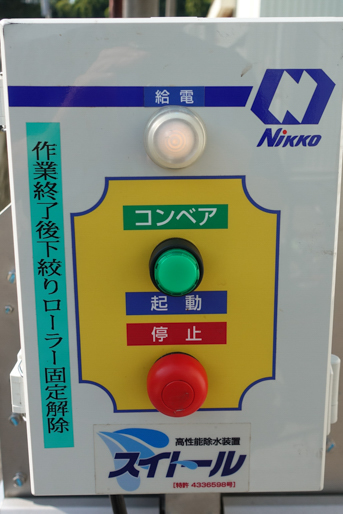 給電
NIKKO
作業終了後下絞りローラー固定解除
コンベア
起動
停止
高性能除水装置
スイトール
【特許 4336598号】